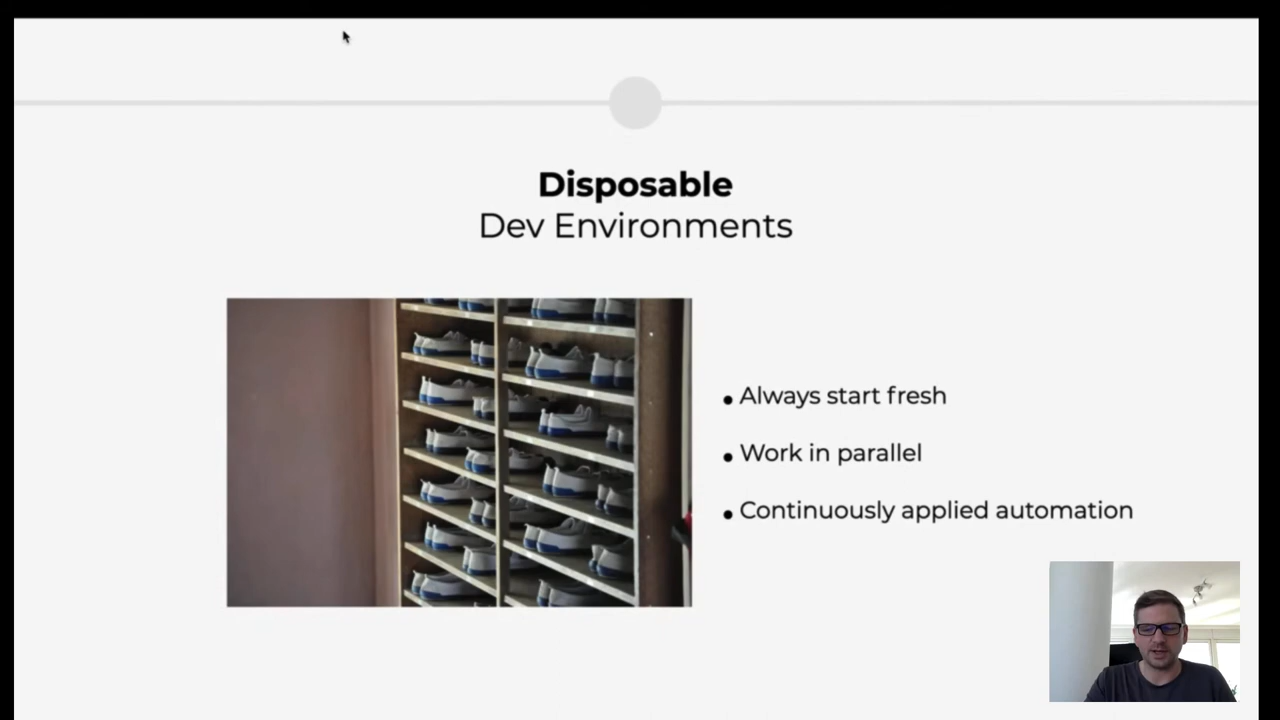 Disposable
Dev Environments
• Always start fresh
• Work in parallel
• Continuously applied automation